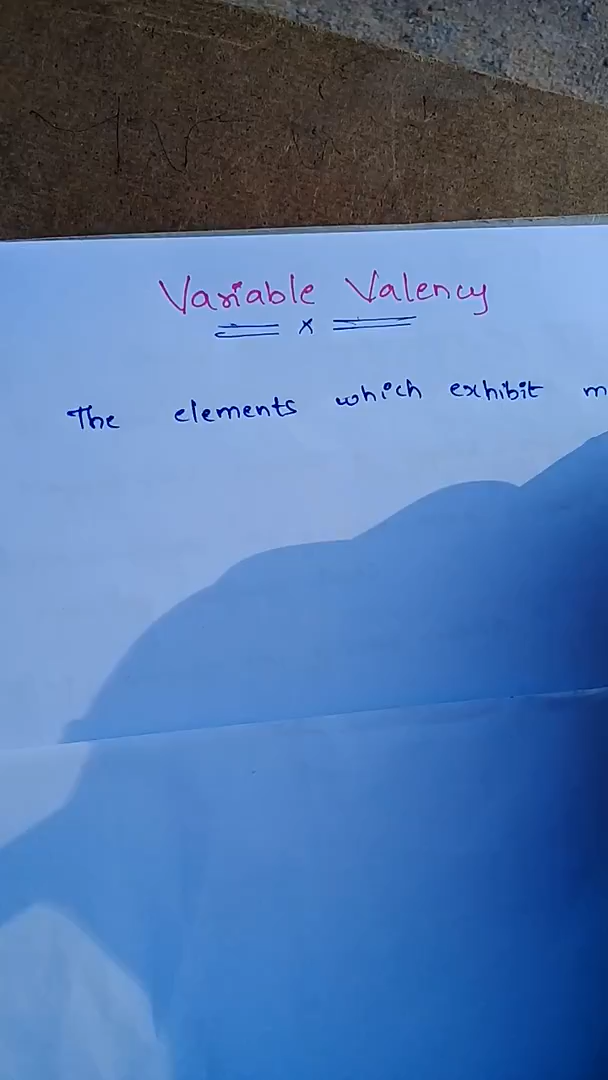 Variable Valency
x
The elements which exhibit m